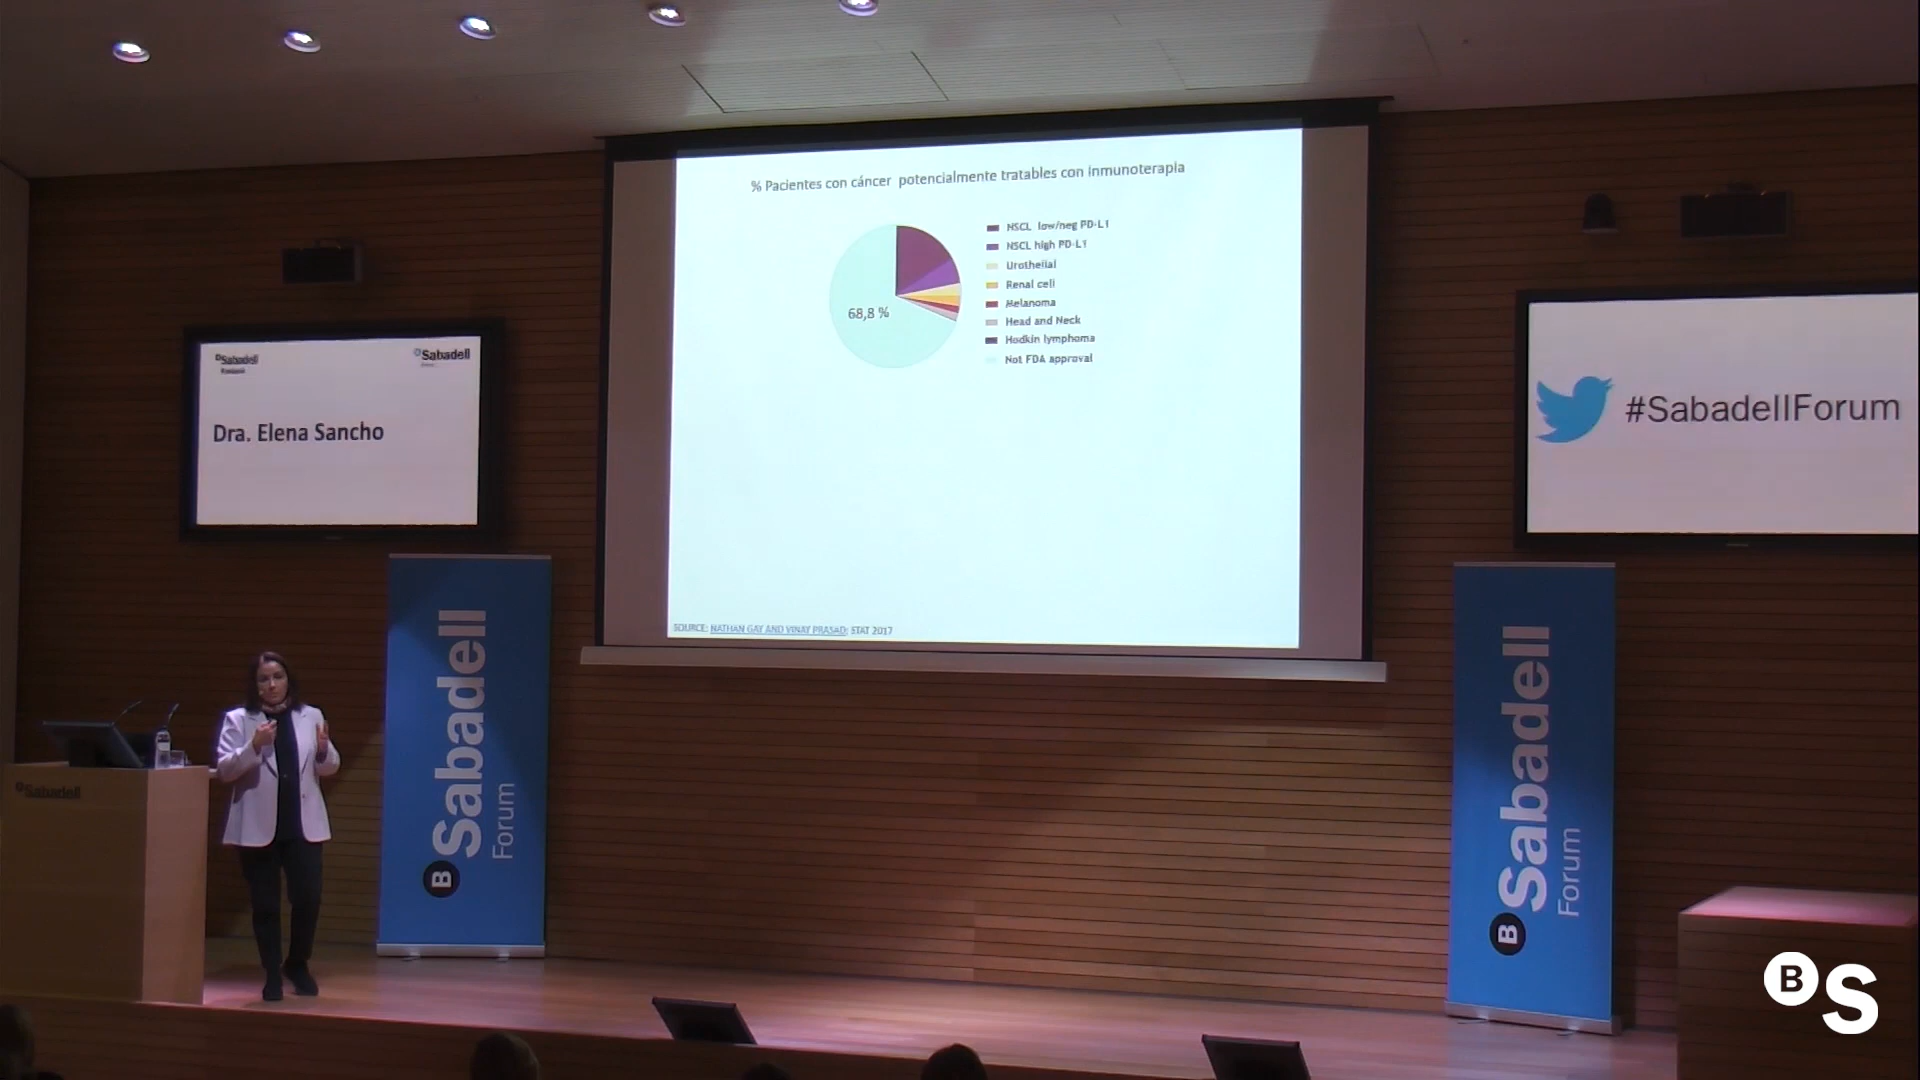 % Pacientes con cáncer potencialmente tratables con inmunoterapia
68,8 %
NSCL low/neg PD-L1
NSCL high PD-L1
Urothelial
Renal cell
Melanoma
Head and Neck
Hodkin lymphoma
Not FDA approval
SOURCE: NATHAN GAY AND VINAY PRASAD; STAT 2017
Sabadell
Fundació
Sabadell
Dra. Elena Sancho
#SabadellForum
B Sabadell
Forum
B Sabadell
Forum
Sabadell
B S